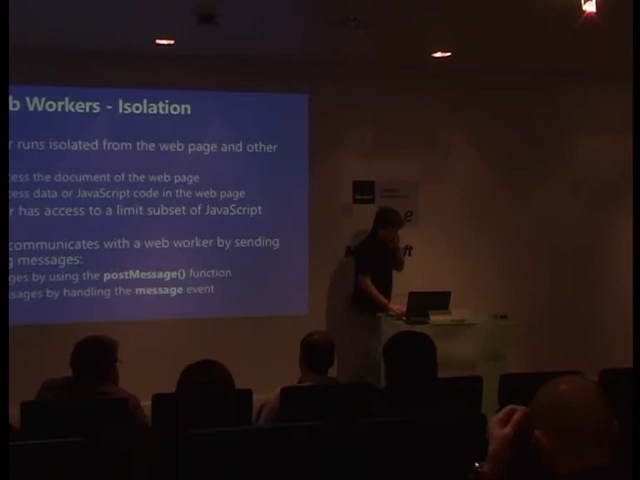 b Workers - Isolation
r runs isolated from the web page and other
ess the document of the web page
ess data or JavaScript code in the web page
r has access to a limit subset of JavaScript
communicates with a web worker by sending
g messages:
ges by using the postMessage() function
sages by handling the message event
e
ft